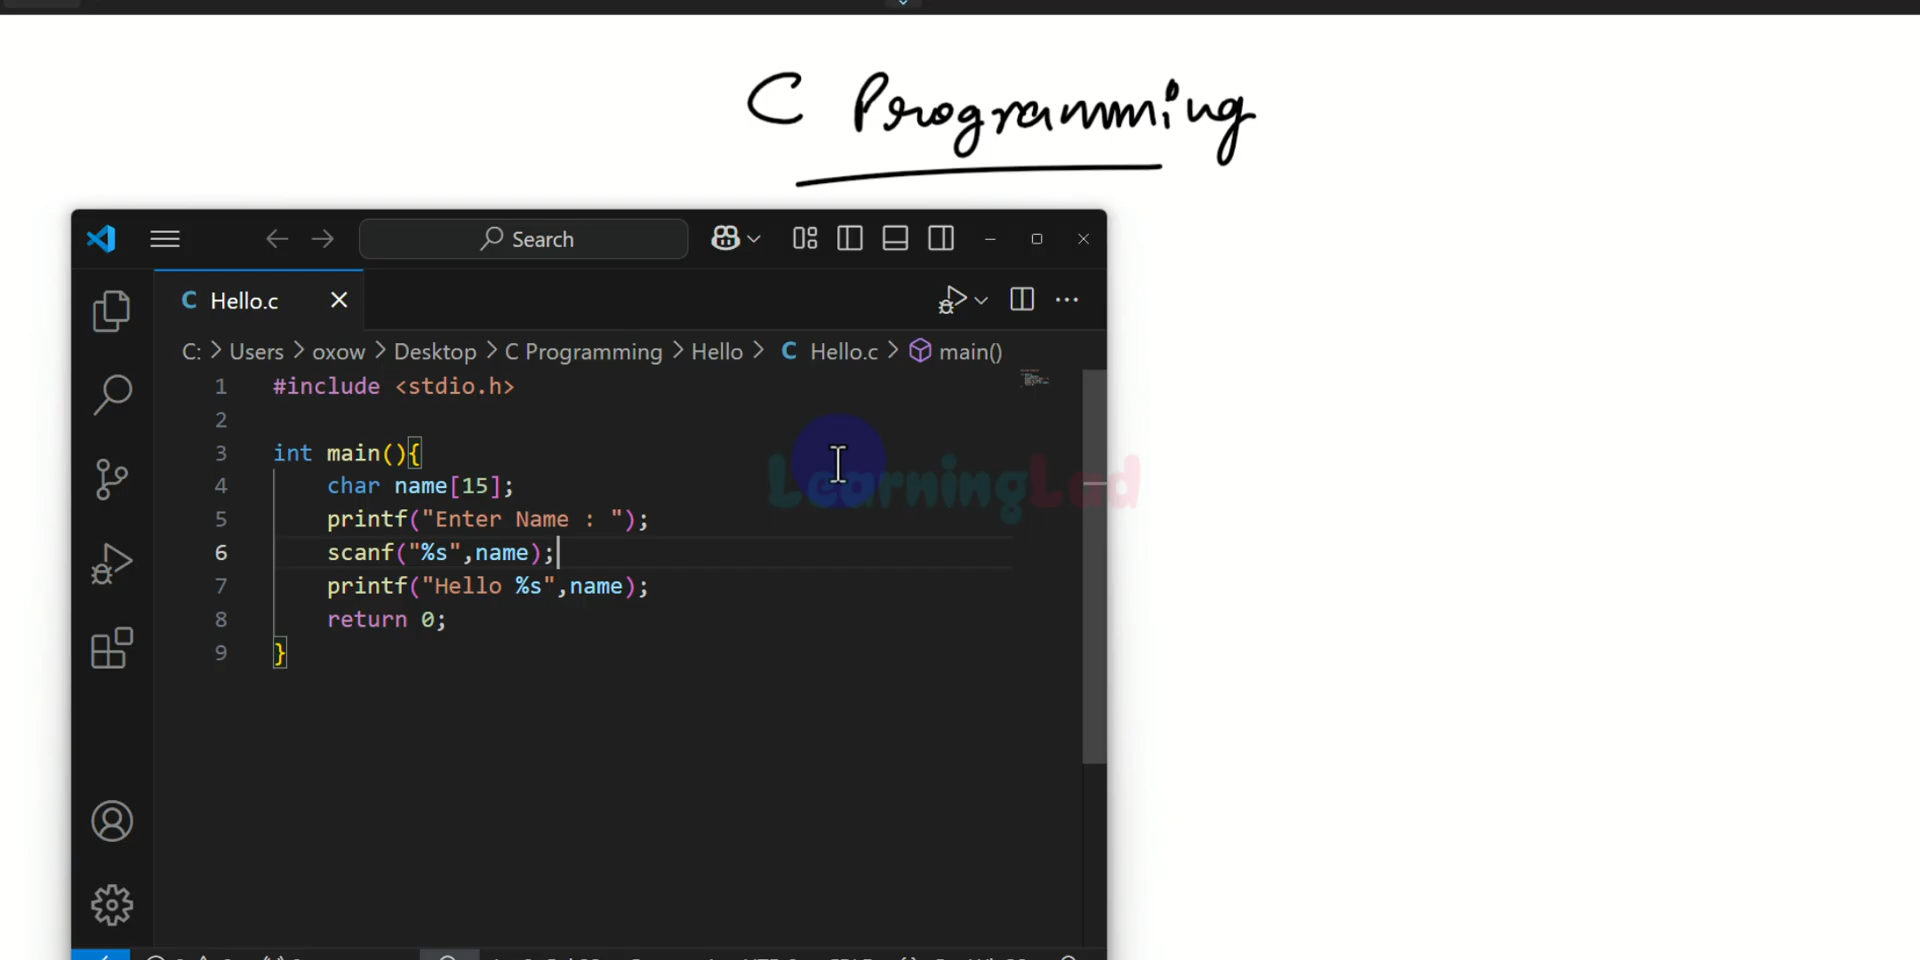 C Programming
Search
C Hello.c
C: > Users > oxow > Desktop > C Programming > Hello > C Hello.c > main()
1 #include <stdio.h>
2
3 int main(){
4 char name[15];
5 printf("Enter Name : ");
6 scanf("%s",name);
7 printf("Hello %s",name);
8 return 0;
9 }
LearningLad